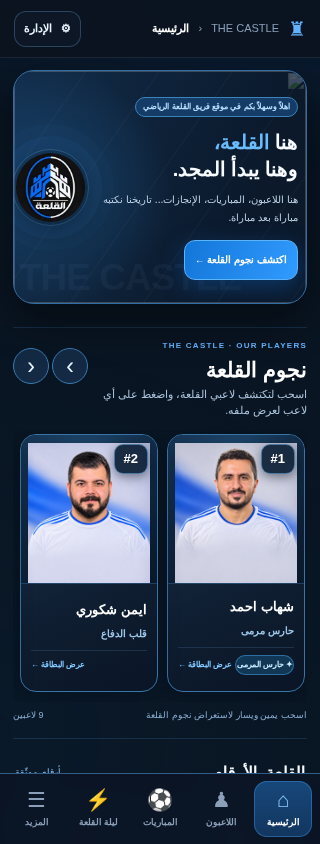 THE CASTLE
‹
الرئيسية
الإدارة
اهلاً وسهلاً بكم في موقع فريق القلعة الرياضي
هنا القلعة،
وهنا يبدأ المجد.
هنا اللاعبون، المباريات، الإنجازات... تاريخنا نكتبه
مباراة بعد مباراة.
اكتشف نجوم القلعة ←
القلعة
THE CASTLE
THE CASTLE · OUR PLAYERS
نجوم القلعة
اسحب لتكتشف لاعبي القلعة، واضغط على أي
لاعب لعرض ملفه.
#1
شهاب احمد
حارس مرمى
✦ حارس المرمى
عرض البطاقة ←
#2
ايمن شكوري
قلب الدفاع
عرض البطاقة ←
اسحب يمين ويسار لاستعراض نجوم القلعة
9 لاعبين
الرئيسية
اللاعبون
المباريات
ليلة القلعة
المزيد